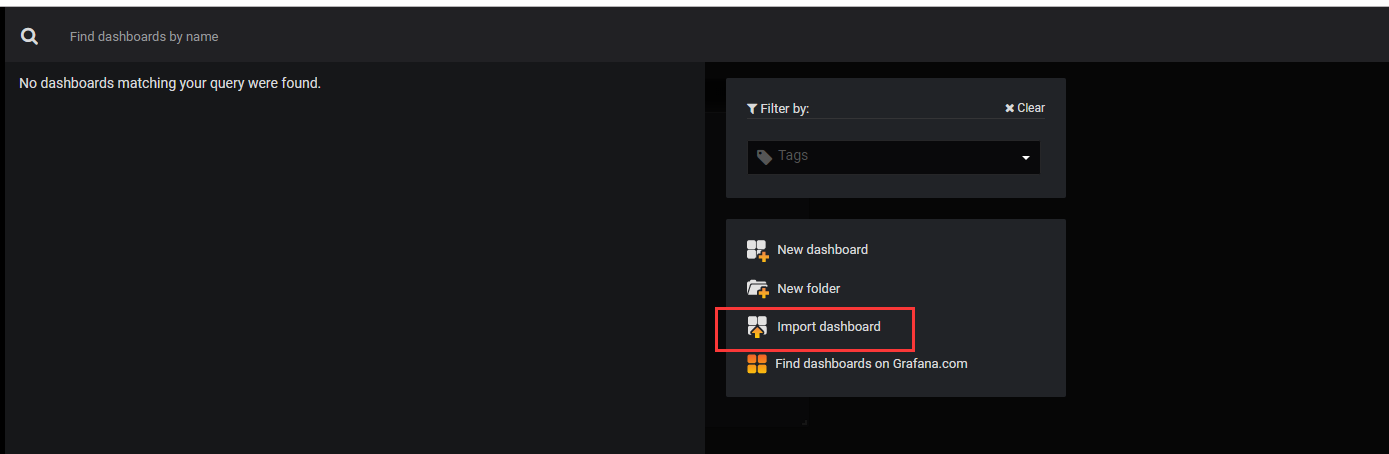 Find dashboards by name
No dashboards matching your query were found.
Filter by:
Clear
Tags
New dashboard
New folder
Import dashboard
Find dashboards on Grafana.com